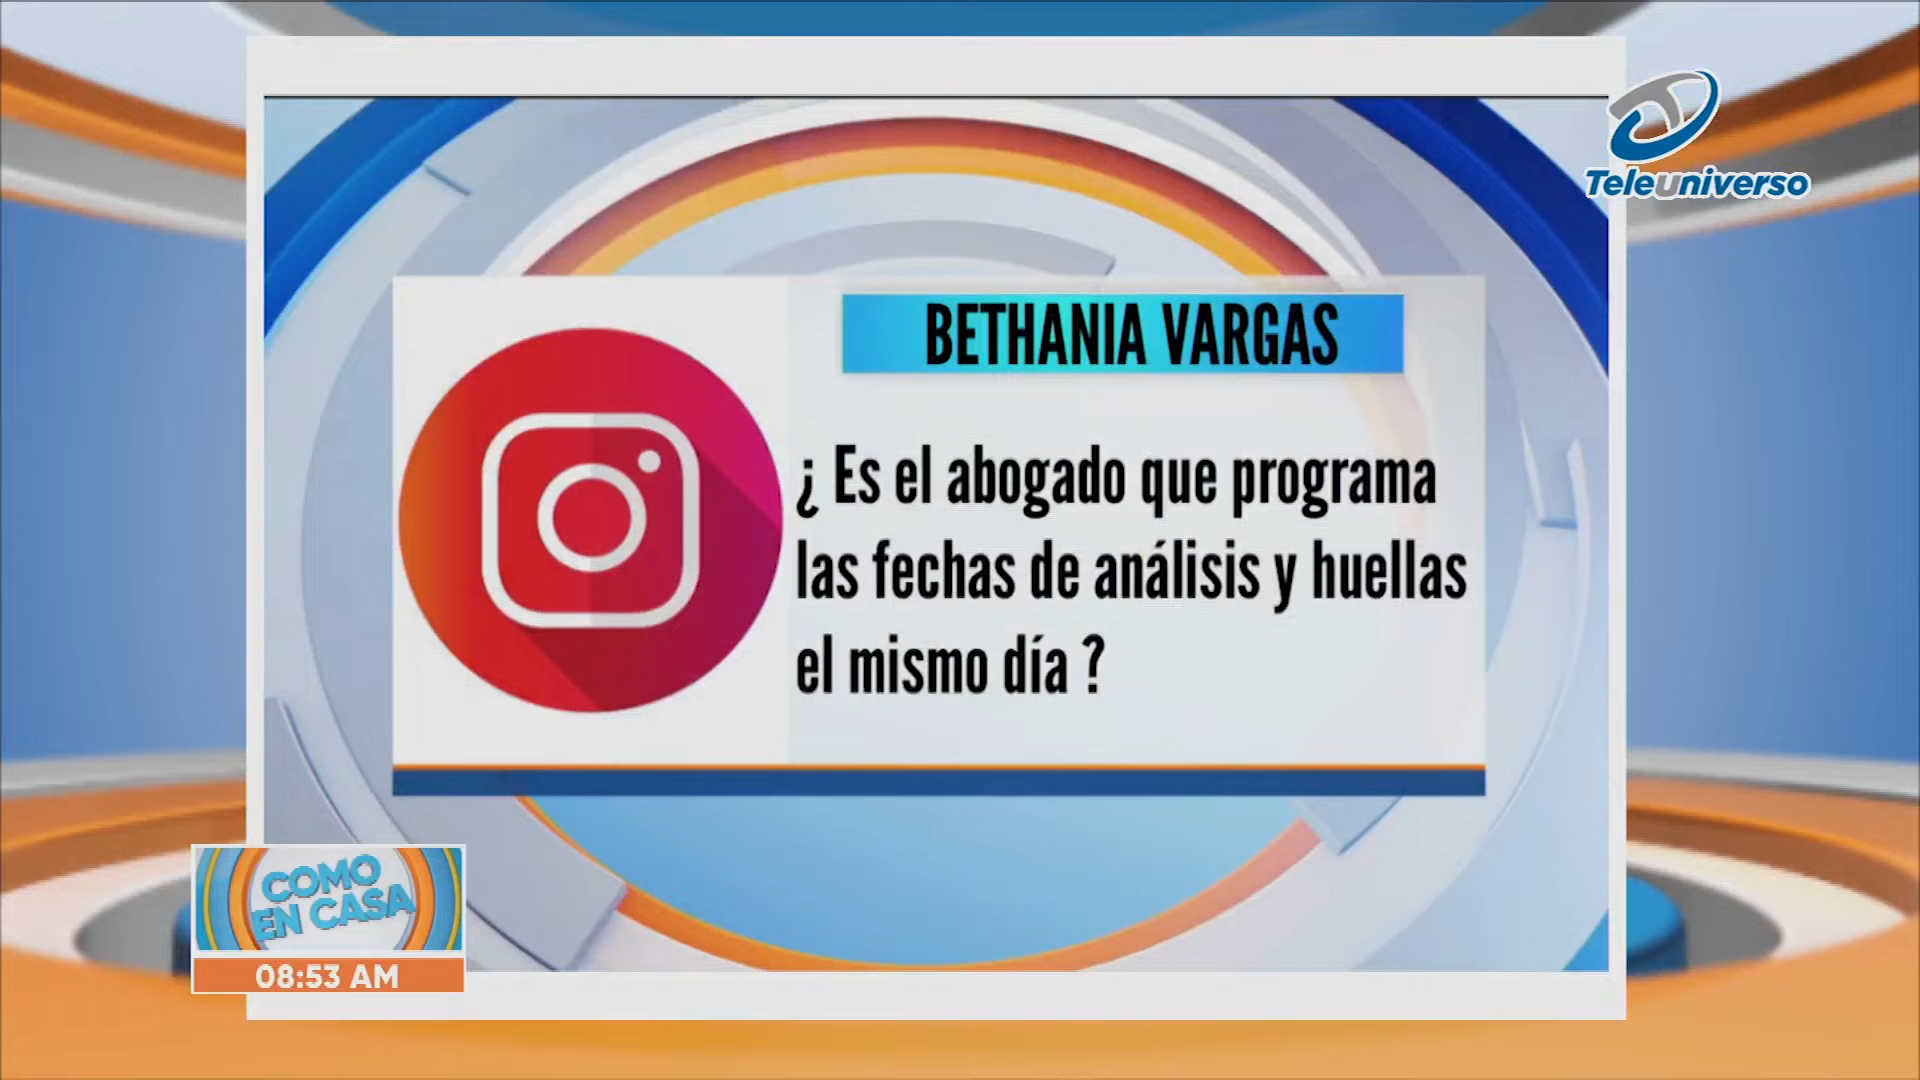 Teleuniverso
BETHANIA VARGAS
¿ Es el abogado que programa
las fechas de análisis y huellas
el mismo día ?
COMO
EN CASA
08:53 AM